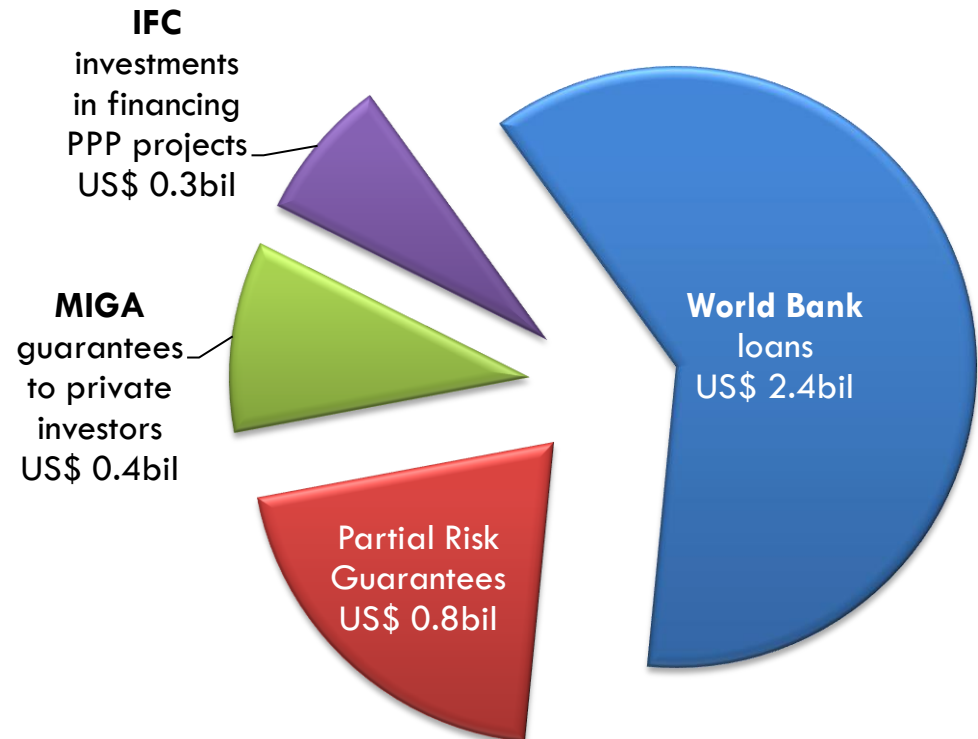 IFC
investments
in financing
PPP projects
US$ 0.3bil
World Bank
loans
US$ 2.4bil
MIGA
guarantees
to private
investors
US$ 0.4bil
Partial Risk
Guarantees
US$ 0.8bil